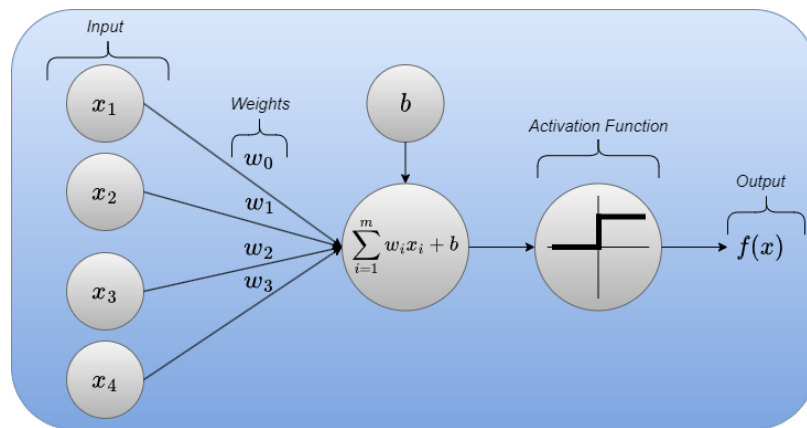 Input
x₁
x₂
x₃
x₄
Weights
w₀
w₁
w₂
w₃
b
m
∑ wᵢxᵢ + b
i=1
Activation Function
Output
f(x)